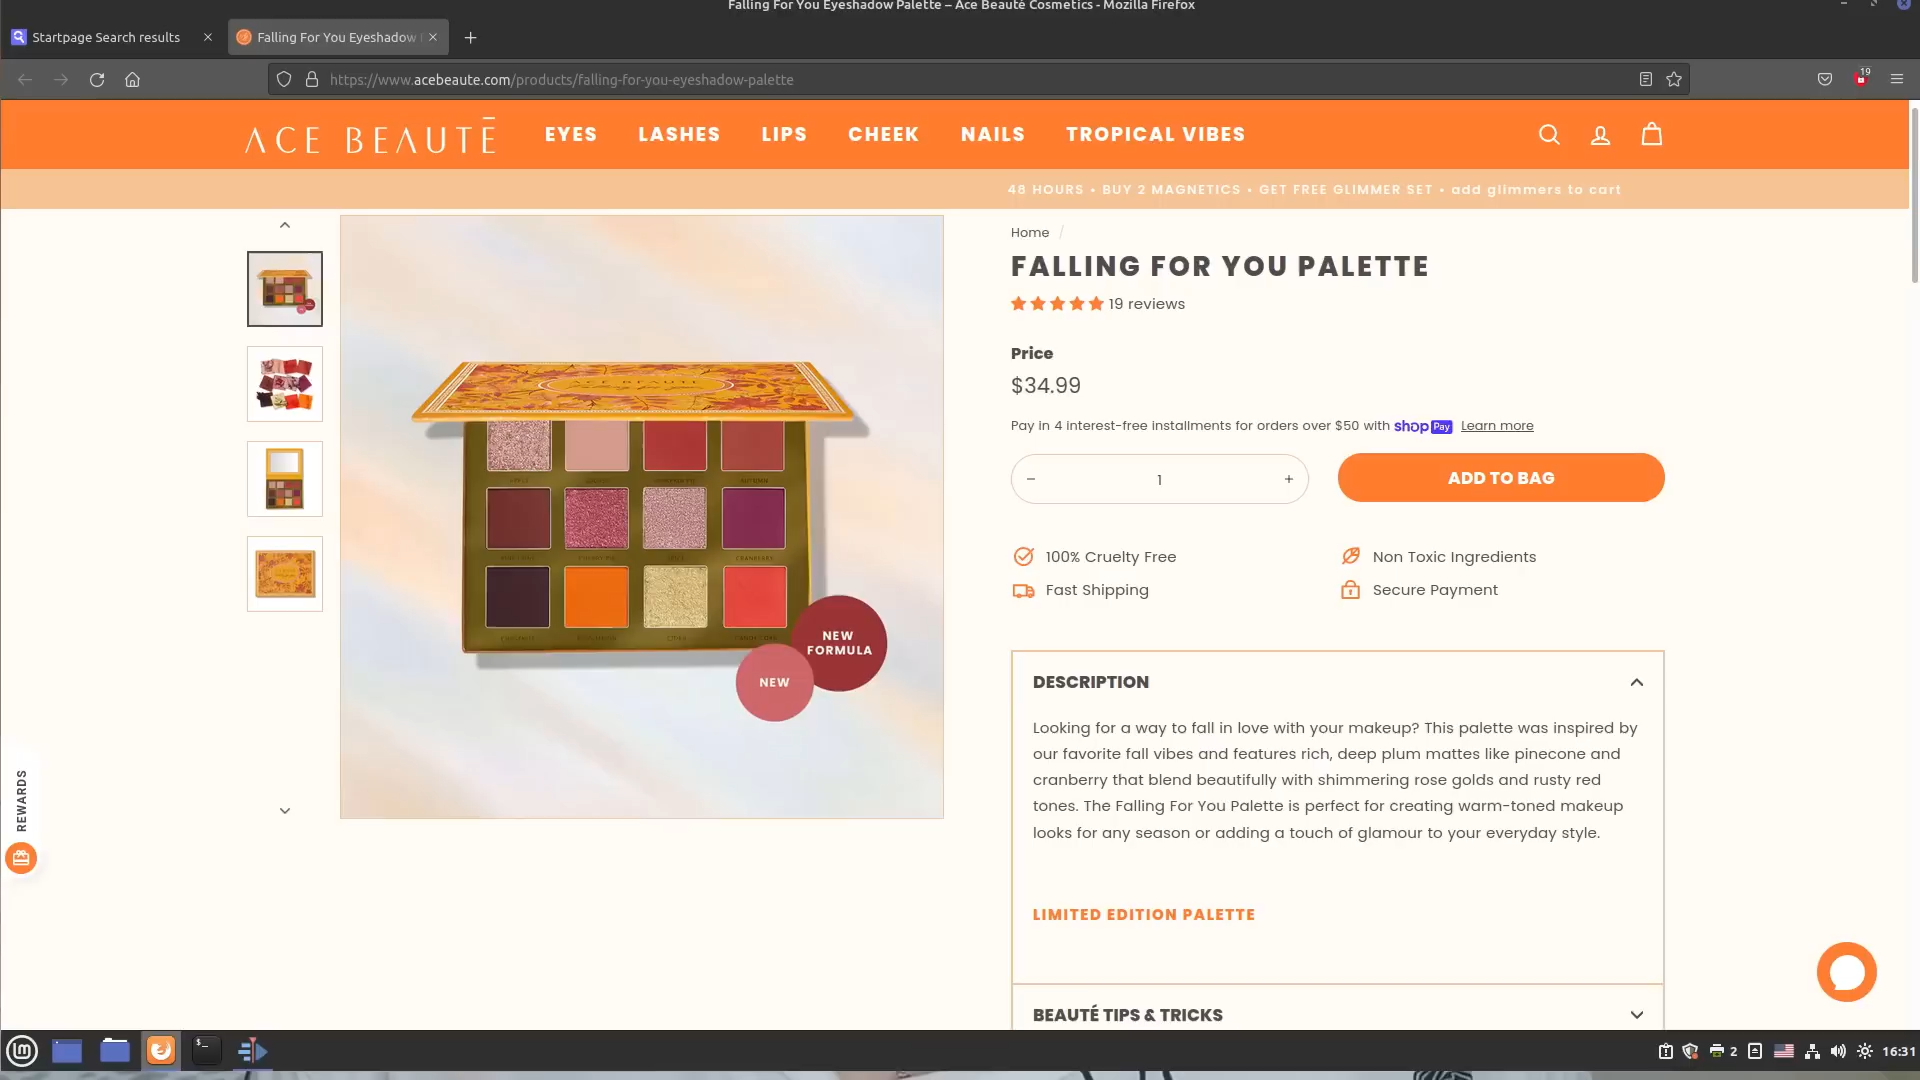 Falling For You Eyeshadow Palette – Ace Beauté Cosmetics - Mozilla Firefox
Startpage Search results
Falling For You Eyeshadow
https://www.acebeaute.com/products/falling-for-you-eyeshadow-palette
19
ACE BEAUTĒ
EYES LASHES LIPS CHEEK NAILS TROPICAL VIBES
48 HOURS • BUY 2 MAGNETICS • GET FREE GLIMMER SET • add glimmers to cart
Home /
FALLING FOR YOU PALETTE
19 reviews
Price
$34.99
Pay in 4 interest-free installments for orders over $50 with shop Pay Learn more
− 1 +
ADD TO BAG
100% Cruelty Free
Non Toxic Ingredients
Fast Shipping
Secure Payment
ACE BEAUTE
CRANBERRY
NEW FORMULA
NEW
DESCRIPTION
Looking for a way to fall in love with your makeup? This palette was inspired by
our favorite fall vibes and features rich, deep plum mattes like pinecone and
cranberry that blend beautifully with shimmering rose golds and rusty red
tones. The Falling For You Palette is perfect for creating warm-toned makeup
looks for any season or adding a touch of glamour to your everyday style.
LIMITED EDITION PALETTE
BEAUTÉ TIPS & TRICKS
REWARDS
2
16:31